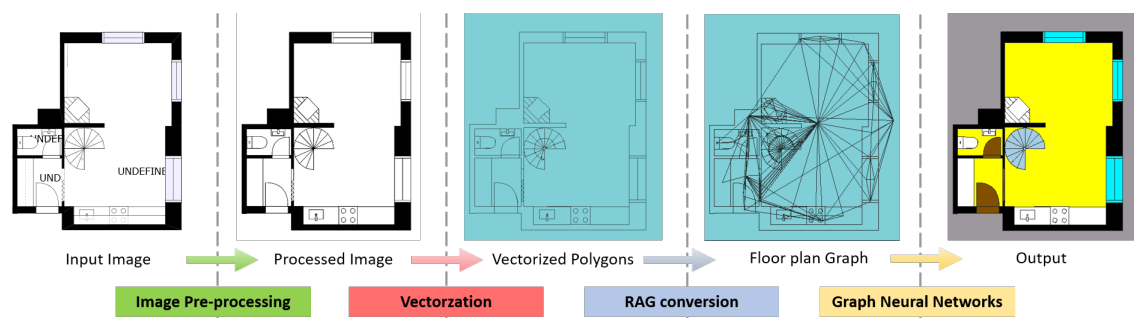 UNDEF
UND
UNDEFINE
Input Image
Processed Image
Vectorized Polygons
Floor plan Graph
Output
Image Pre-processing
Vectorzation
RAG conversion
Graph Neural Networks